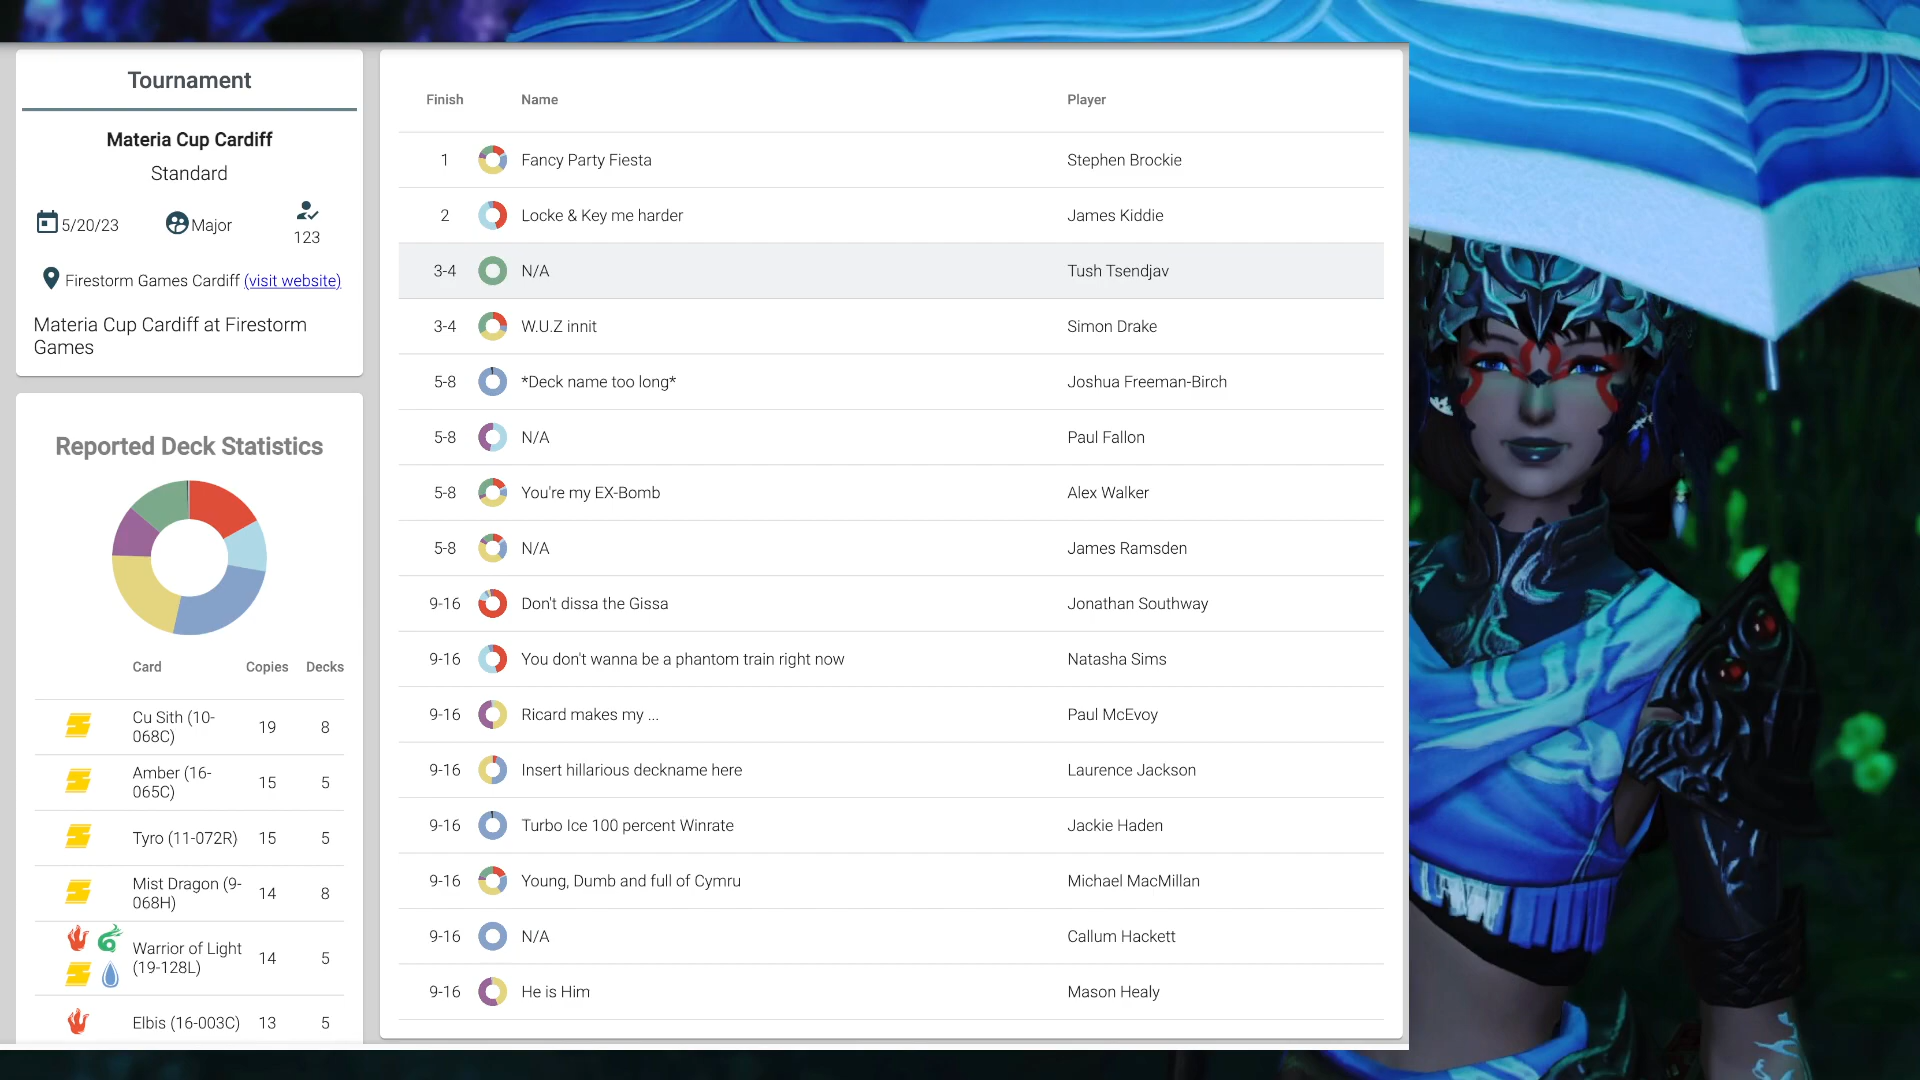 Tournament
Materia Cup Cardiff
Standard
5/20/23
Major
123
Firestorm Games Cardiff (visit website)
Materia Cup Cardiff at Firestorm
Games
Reported Deck Statistics
Card Copies Decks
Cu Sith (10-
068C) 19 8
Amber (16-
065C) 15 5
Tyro (11-072R) 15 5
Mist Dragon (9-
068H) 14 8
Warrior of Light
(19-128L) 14 5
Elbis (16-003C) 13 5
Finish Name Player
1 Fancy Party Fiesta Stephen Brockie
2 Locke & Key me harder James Kiddie
3-4 N/A Tush Tsendjav
3-4 W.U.Z innit Simon Drake
5-8 *Deck name too long* Joshua Freeman-Birch
5-8 N/A Paul Fallon
5-8 You're my EX-Bomb Alex Walker
5-8 N/A James Ramsden
9-16 Don't dissa the Gissa Jonathan Southway
9-16 You don't wanna be a phantom train right now Natasha Sims
9-16 Ricard makes my ... Paul McEvoy
9-16 Insert hillarious deckname here Laurence Jackson
9-16 Turbo Ice 100 percent Winrate Jackie Haden
9-16 Young, Dumb and full of Cymru Michael MacMillan
9-16 N/A Callum Hackett
9-16 He is Him Mason Healy